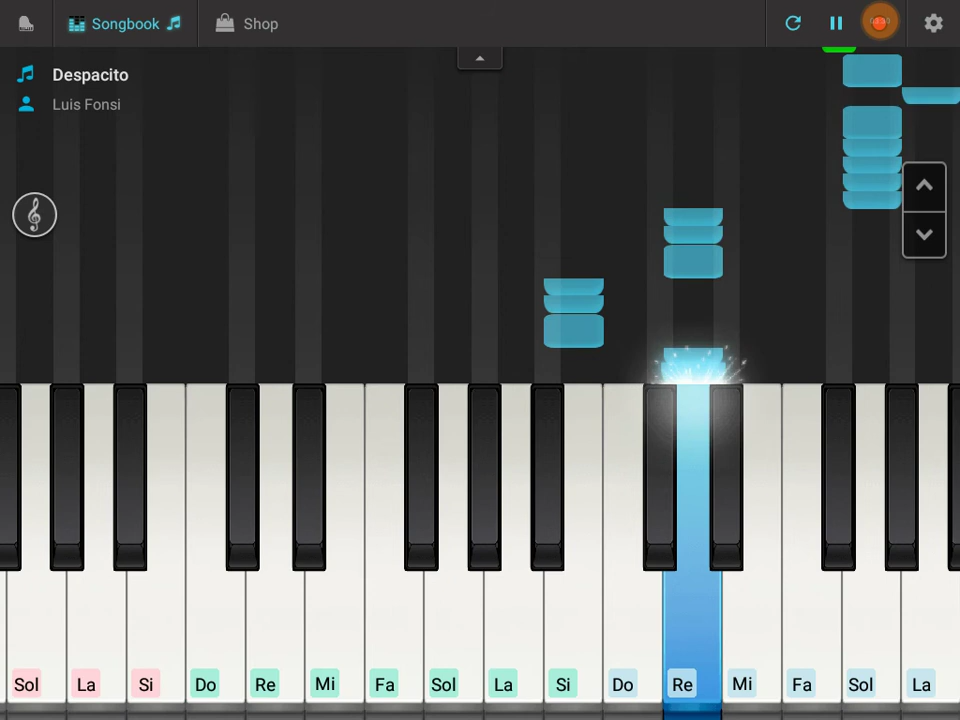 Songbook
Shop
Despacito
Luis Fonsi
Sol La Si Do Re Mi Fa Sol La Si Do Re Mi Fa Sol La